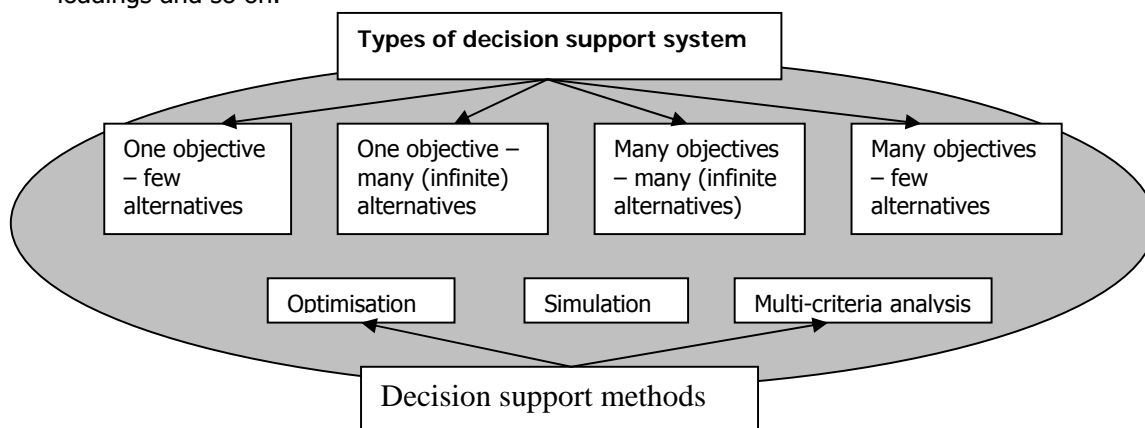 loadings and so on.
Types of decision support system
One objective
– few
alternatives
One objective –
many (infinite)
alternatives
Many objectives
– many (infinite
alternatives)
Many objectives
– few
alternatives
Optimisation
Simulation
Multi-criteria analysis
Decision support methods